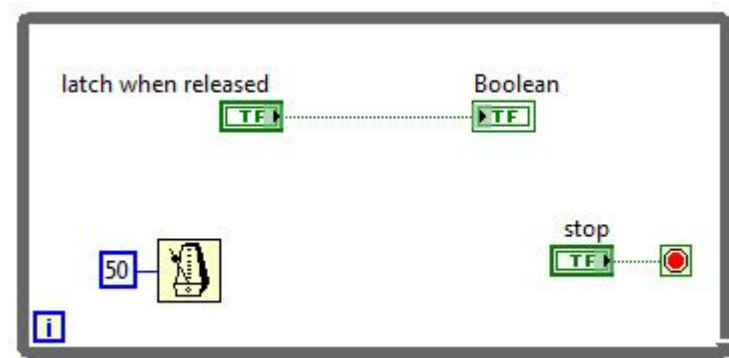 latch when released
Boolean
TF
TF
stop
50
TF
i